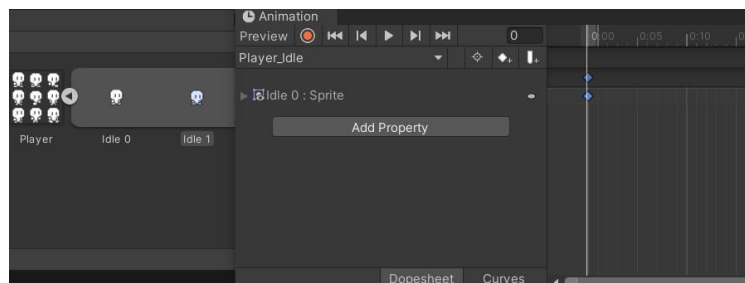 Animation
Preview 0 0:00 0:05 0:10
Player_Idle
Idle 0 : Sprite
Add Property
Player Idle 0 Idle 1
Dopesheet Curves